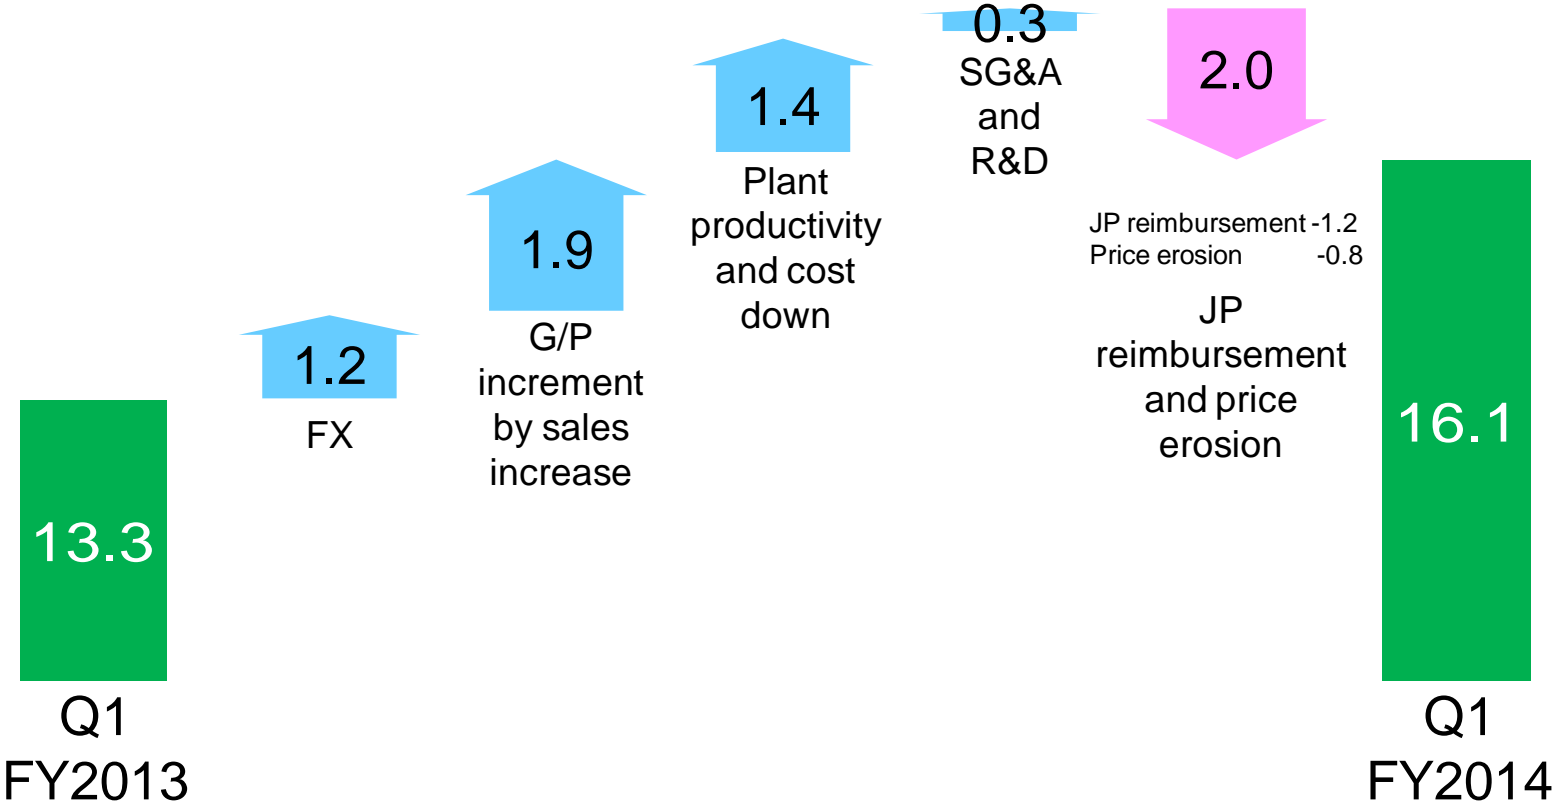 13.3
Q1
FY2013
1.2
FX
1.9
G/P
increment
by sales
increase
1.4
Plant
productivity
and cost
down
0.3
SG&A
and
R&D
2.0
JP reimbursement -1.2
Price erosion -0.8
JP
reimbursement
and price
erosion
16.1
Q1
FY2014